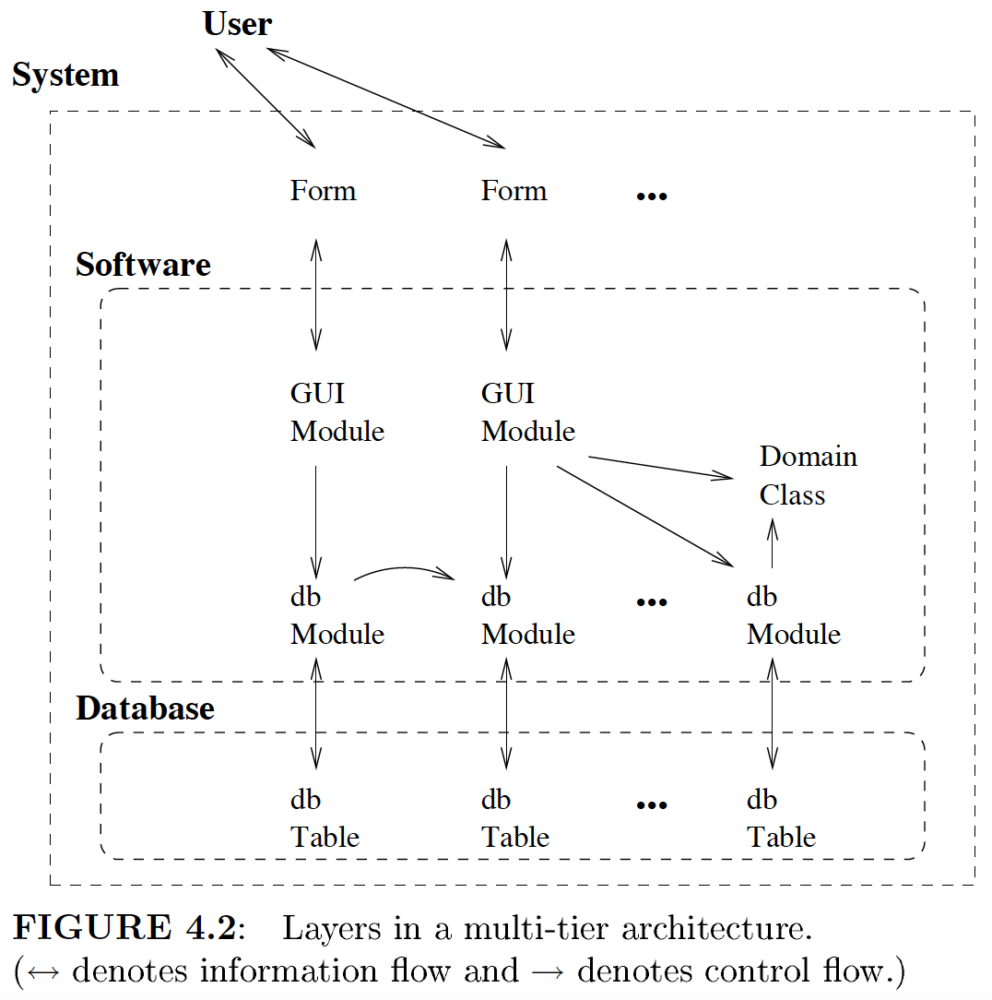 User
System
Form Form ...
Software
GUI GUI
Module Module
Domain
Class
db db ... db
Module Module Module
Database
db db ... db
Table Table Table
FIGURE 4.2: Layers in a multi-tier architecture.
(↔ denotes information flow and → denotes control flow.)